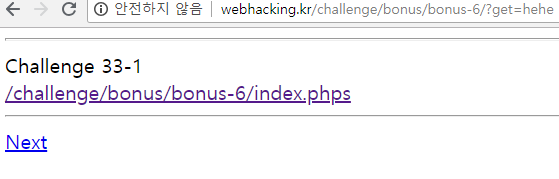 안전하지 않음 | webhacking.kr/challenge/bonus/bonus-6/?get=hehe
Challenge 33-1
/challenge/bonus/bonus-6/index.phps
Next